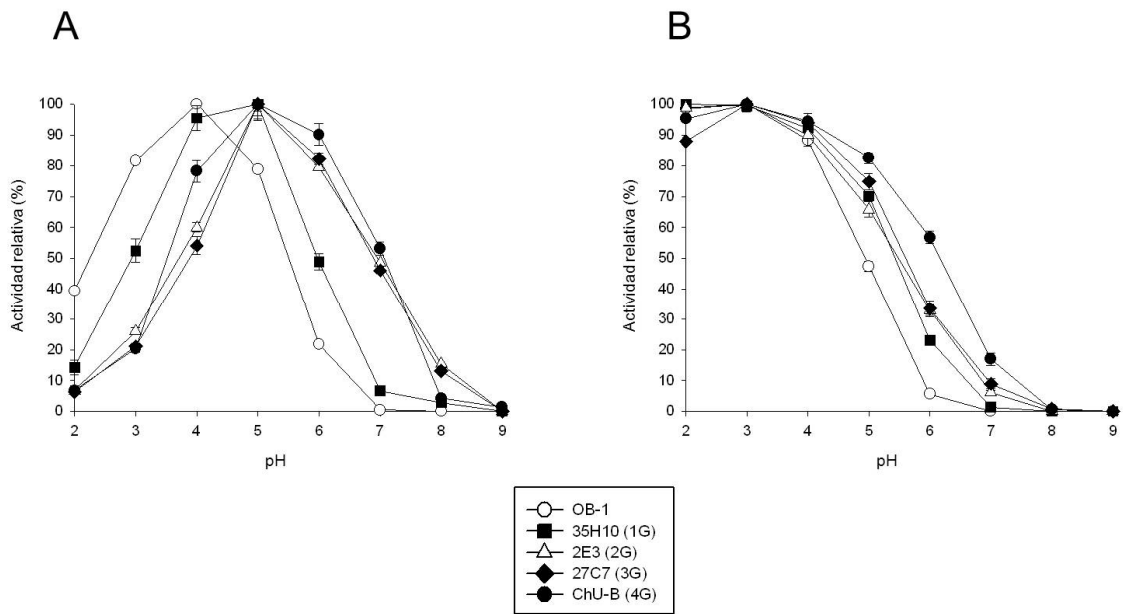 A
B
Actividad relativa (%)
100
90
80
70
60
50
40
30
20
10
0
2 3 4 5 6 7 8 9
pH
Actividad relativa (%)
100
90
80
70
60
50
40
30
20
10
0
2 3 4 5 6 7 8 9
pH
OB-1
35H10 (1G)
2E3 (2G)
27C7 (3G)
ChU-B (4G)